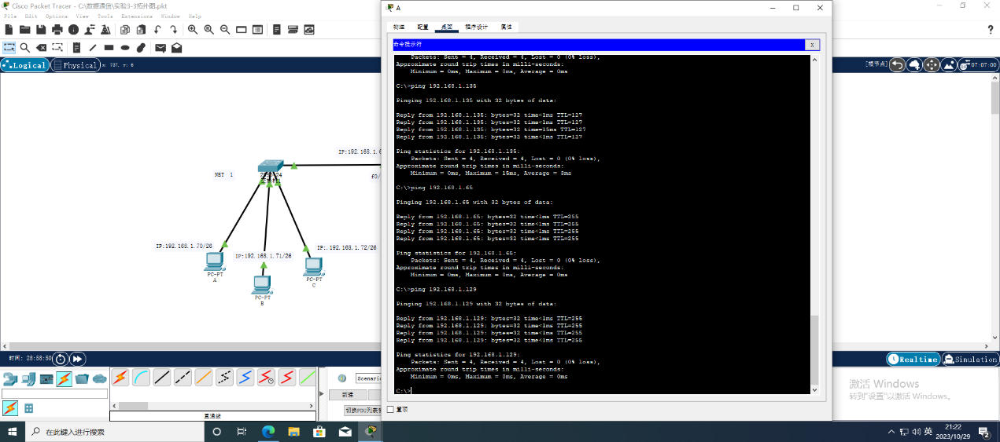 Cisco Packet Tracer - C:\数据通信\实验3-3拓扑图.pkt
File Edit Options View Tools Extensions Window Help
Logical
Physical
x: 737, y: 6
[根节点]
07:07:00
NET 1
IP:192.168.1.6
f0/
IP:192.168.1.70/26
IP:192.168.1.71/26
IP:.192.168.1.72/26
PC-PT
A
PC-PT
B
PC-PT
C
A
物理 配置 桌面 程序设计 属性
命令提示符
X
Packets: Sent = 4, Received = 4, Lost = 0 (0% loss),
Approximate round trip times in milli-seconds:
Minimum = 0ms, Maximum = 0ms, Average = 0ms
C:\>ping 192.168.1.135
Pinging 192.168.1.135 with 32 bytes of data:
Reply from 192.168.1.135: bytes=32 time<1ms TTL=127
Reply from 192.168.1.135: bytes=32 time<1ms TTL=127
Reply from 192.168.1.135: bytes=32 time=15ms TTL=127
Reply from 192.168.1.135: bytes=32 time<1ms TTL=127
Ping statistics for 192.168.1.135:
Packets: Sent = 4, Received = 4, Lost = 0 (0% loss),
Approximate round trip times in milli-seconds:
Minimum = 0ms, Maximum = 15ms, Average = 3ms
C:\>ping 192.168.1.65
Pinging 192.168.1.65 with 32 bytes of data:
Reply from 192.168.1.65: bytes=32 time<1ms TTL=255
Reply from 192.168.1.65: bytes=32 time<1ms TTL=255
Reply from 192.168.1.65: bytes=32 time<1ms TTL=255
Reply from 192.168.1.65: bytes=32 time<1ms TTL=255
Ping statistics for 192.168.1.65:
Packets: Sent = 4, Received = 4, Lost = 0 (0% loss),
Approximate round trip times in milli-seconds:
Minimum = 0ms, Maximum = 0ms, Average = 0ms
C:\>ping 192.168.1.129
Pinging 192.168.1.129 with 32 bytes of data:
Reply from 192.168.1.129: bytes=32 time<1ms TTL=255
Reply from 192.168.1.129: bytes=32 time<1ms TTL=255
Reply from 192.168.1.129: bytes=32 time<1ms TTL=255
Reply from 192.168.1.129: bytes=32 time<1ms TTL=255
Ping statistics for 192.168.1.129:
Packets: Sent = 4, Received = 4, Lost = 0 (0% loss),
Approximate round trip times in milli-seconds:
Minimum = 0ms, Maximum = 0ms, Average = 0ms
C:\>
置顶
时间: 28:58:50
Realtime
Simulation
Scenario
新建
切换PDU列表
直通线
激活 Windows
转到"设置"以激活 Windows。
在此键入进行搜索
英
21:22
2023/10/29
2